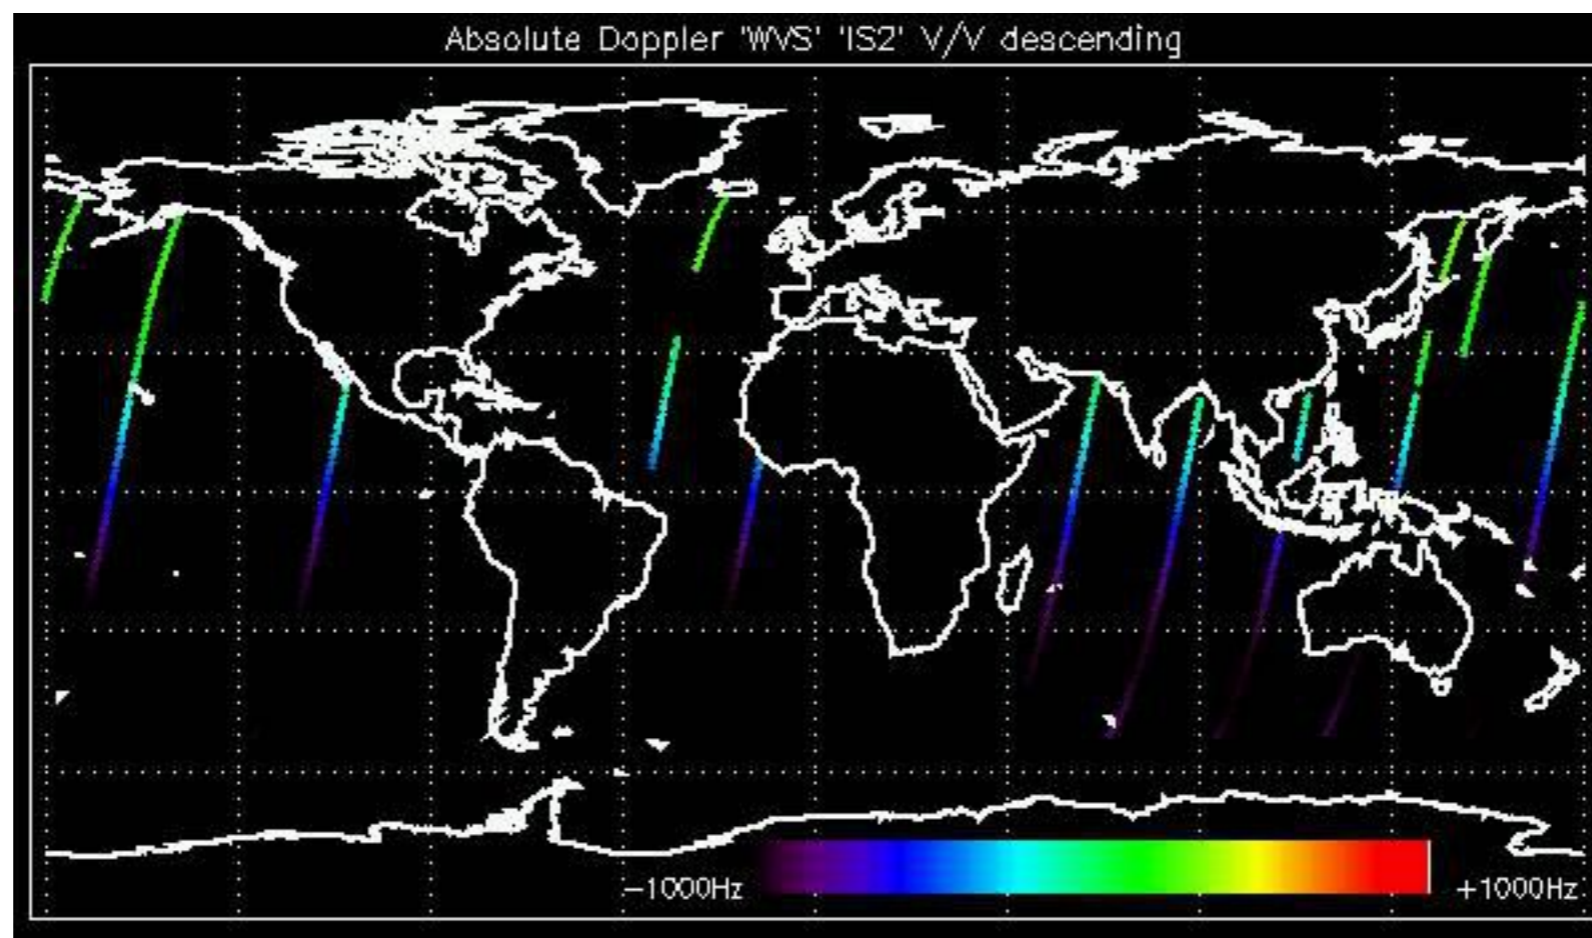 Absolute Doppler 'WVS' 'IS2' V/V descending
−1000Hz +1000Hz